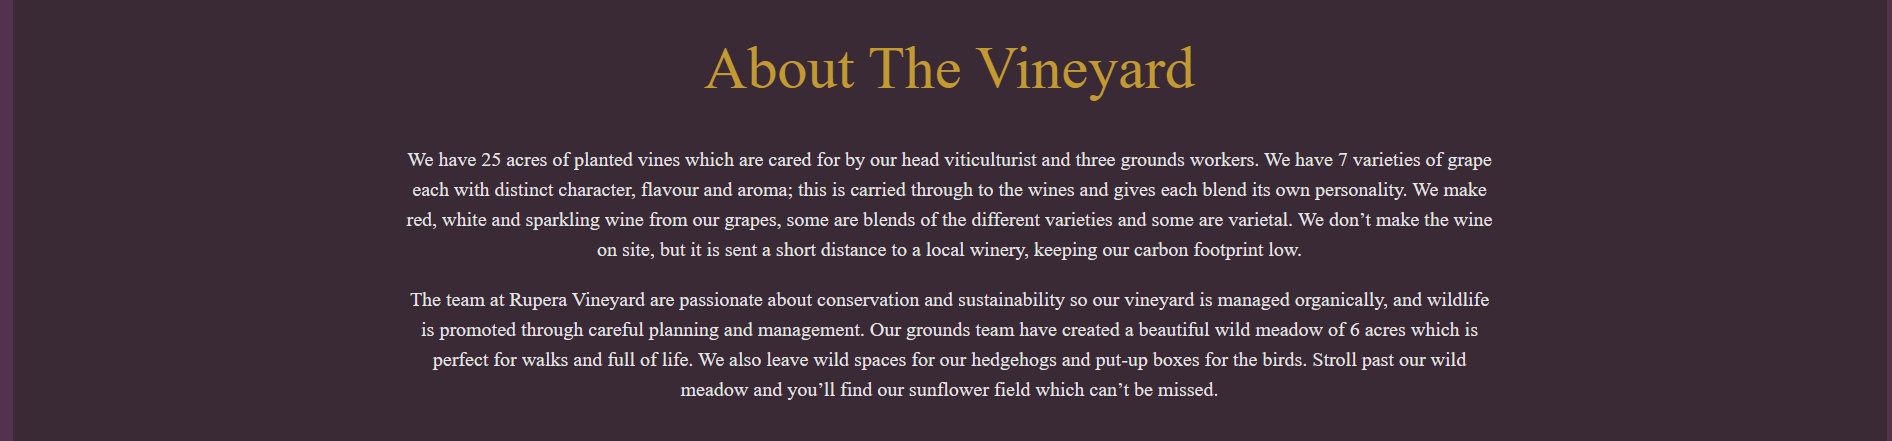 About The Vineyard
We have 25 acres of planted vines which are cared for by our head viticulturist and three grounds workers. We have 7 varieties of grape
each with distinct character, flavour and aroma; this is carried through to the wines and gives each blend its own personality. We make
red, white and sparkling wine from our grapes, some are blends of the different varieties and some are varietal. We don’t make the wine
on site, but it is sent a short distance to a local winery, keeping our carbon footprint low.
The team at Rupera Vineyard are passionate about conservation and sustainability so our vineyard is managed organically, and wildlife
is promoted through careful planning and management. Our grounds team have created a beautiful wild meadow of 6 acres which is
perfect for walks and full of life. We also leave wild spaces for our hedgehogs and put-up boxes for the birds. Stroll past our wild
meadow and you’ll find our sunflower field which can’t be missed.